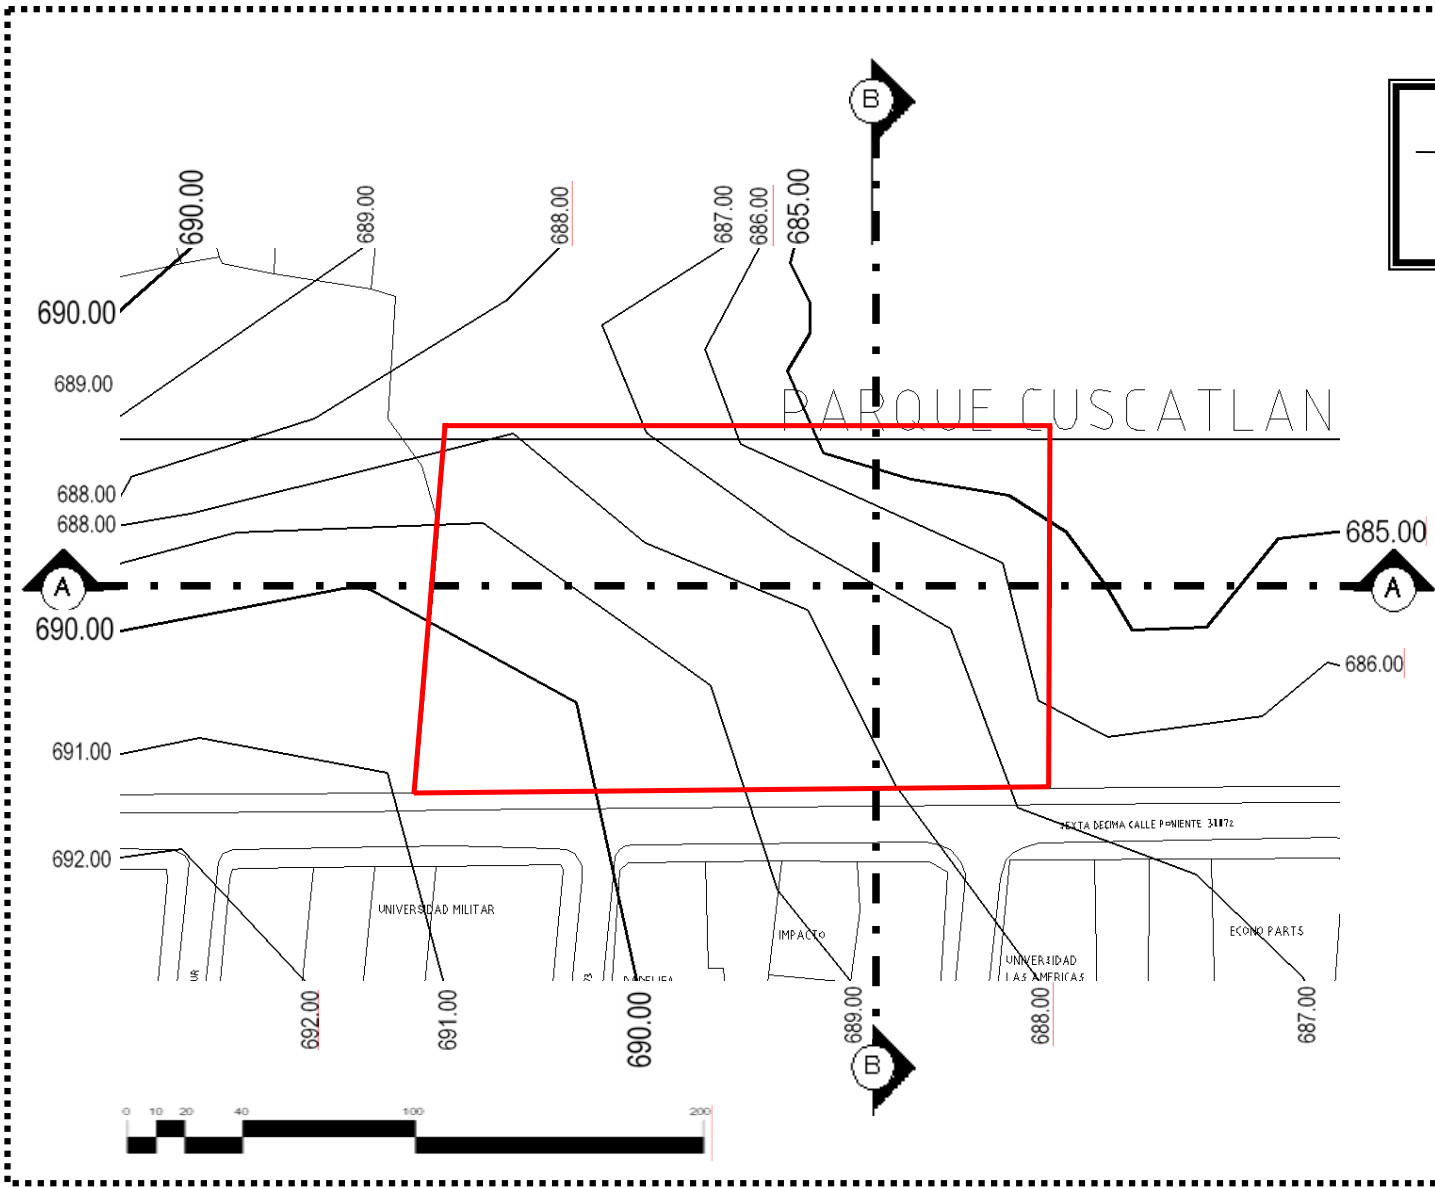 B
690.00
689.00
688.00
687.00
686.00
685.00
690.00
689.00
PARQUE CUSCATLAN
688.00
688.00
685.00
A
A
690.00
686.00
691.00
SEXTA DECIMA CALLE PONIENTE
692.00
UNIVERSIDAD MILITAR
IMPACTO
ECONO PARTS
UNIVERSIDAD
LAS AMERICAS
692.00
691.00
690.00
689.00
688.00
687.00
B
0 10 20 40 100 200